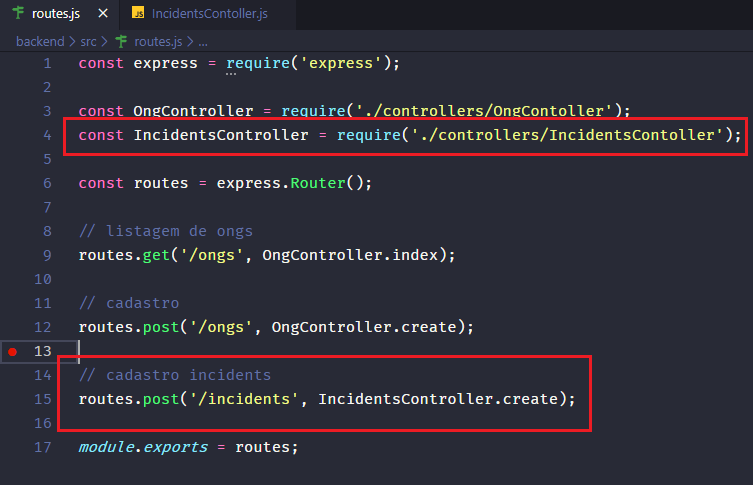 routes.js × JS IncidentsContoller.js
backend > src > routes.js > ...
1 const express = require('express');
2
3 const OngController = require('./controllers/OngContoller');
4 const IncidentsController = require('./controllers/IncidentsContoller');
5
6 const routes = express.Router();
7
8 // listagem de ongs
9 routes.get('/ongs', OngController.index);
10
11 // cadastro
12 routes.post('/ongs', OngController.create);
13
14 // cadastro incidents
15 routes.post('/incidents', IncidentsController.create);
16
17 module.exports = routes;